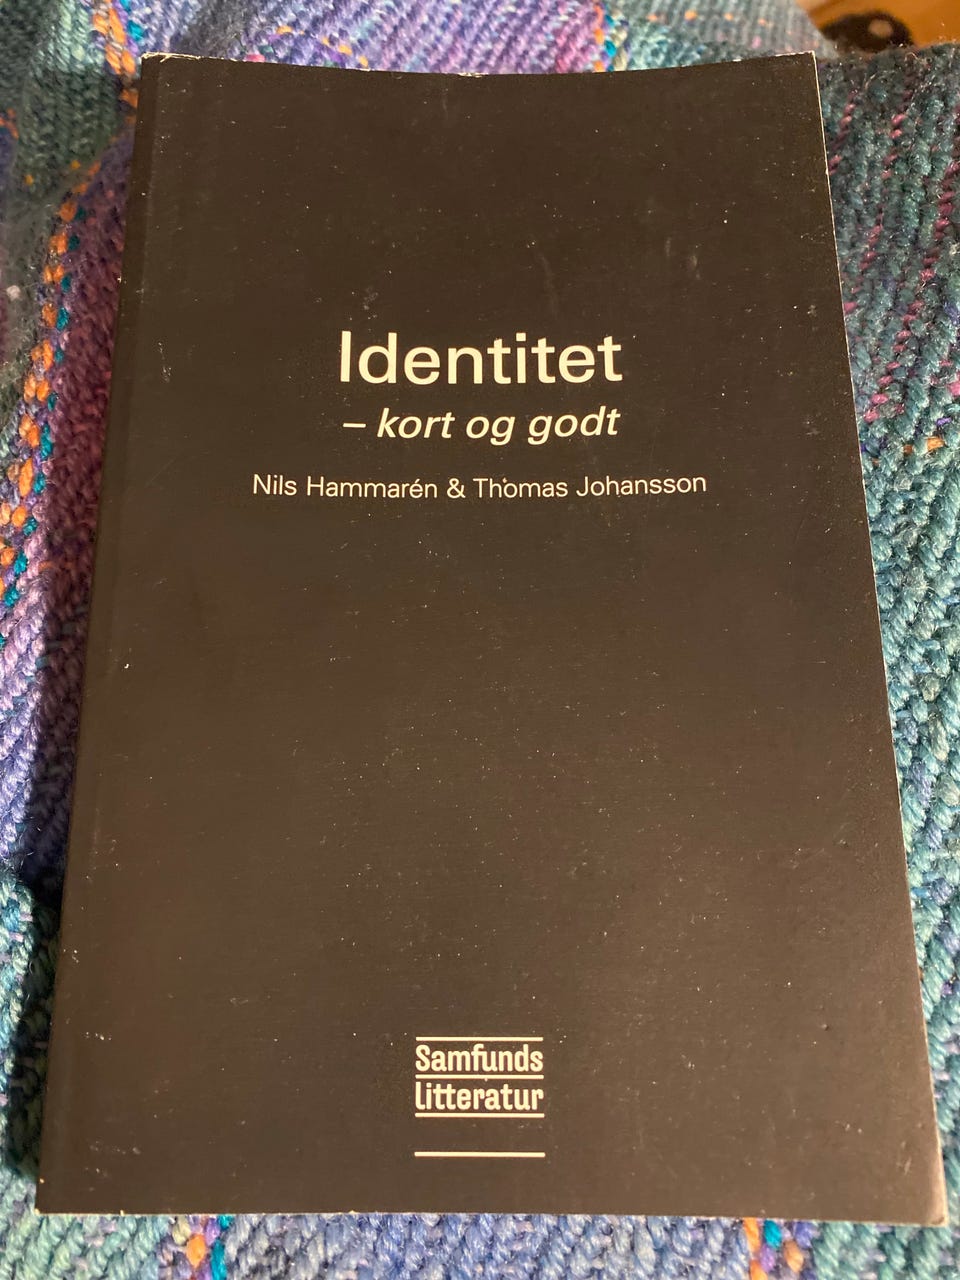 Identitet
– kort og godt
Nils Hammarén & Thomas Johansson
Samfunds
litteratur